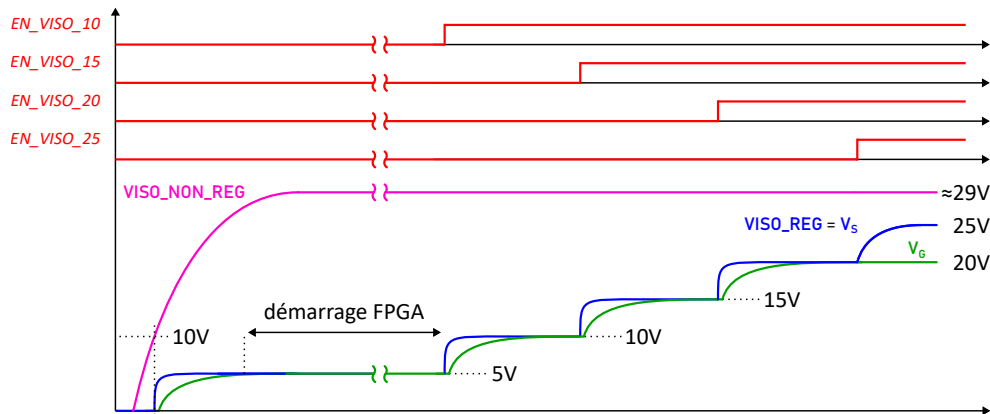 EN_VISO_10
EN_VISO_15
EN_VISO_20
EN_VISO_25
VISO_NON_REG
≈29V
VISO_REG = VS
25V
VG
20V
démarrage FPGA
15V
10V
10V
5V